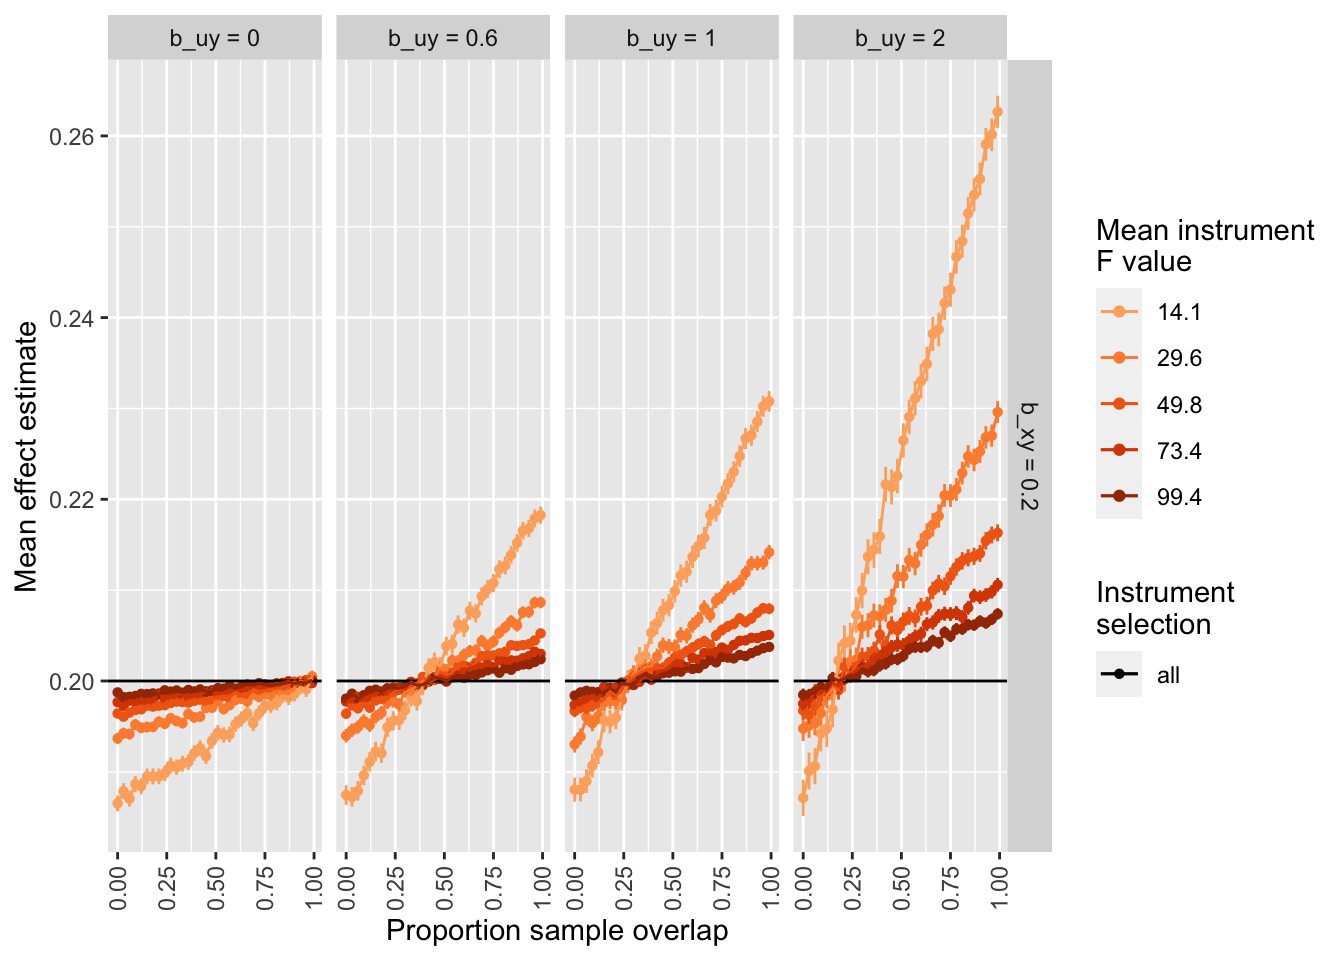 b_uy = 0
b_uy = 0.6
b_uy = 1
b_uy = 2
b_xy = 0.2
Mean effect estimate
0.26
0.24
0.22
0.20
0.00
0.25
0.50
0.75
1.00
0.00
0.25
0.50
0.75
1.00
0.00
0.25
0.50
0.75
1.00
0.00
0.25
0.50
0.75
1.00
Proportion sample overlap
Mean instrument
F value
14.1
29.6
49.8
73.4
99.4
Instrument
selection
all